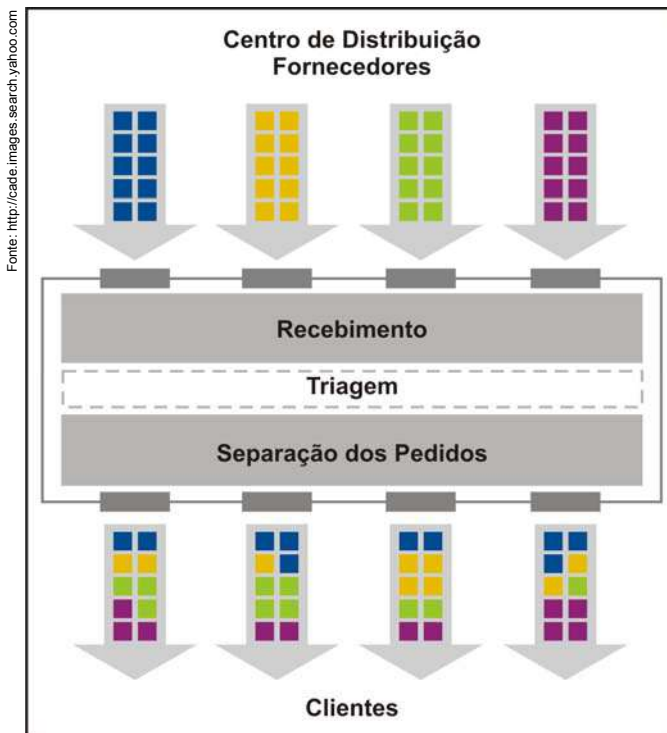 Fonte: http://cade.images.search.yahoo.com
Centro de Distribuição
Fornecedores
Recebimento
Triagem
Separação dos Pedidos
Clientes